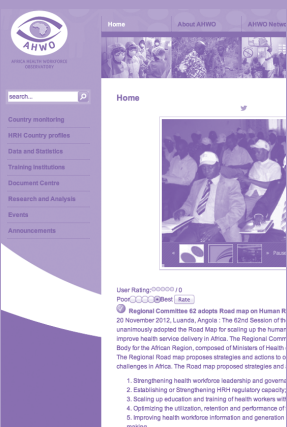 Home
About AHWO
AHWO Netwo
AHWO
AFRICA HEALTH WORKFORCE
OBSERVATORY
search...
Country monitoring
HRH Country profiles
Data and Statistics
Training Institutions
Document Centre
Research and Analysis
Events
Announcements
Home
Pause
User Rating: / 0
Poor Best Rate
Regional Committee 62 adopts Road map on Human R
20 November 2012, Luanda, Angola : The 62nd Session of th
unanimously adopted the Road Map for scaling up the human
improve health service delivery in Africa. The Regional Comm
Body for the African Region, composed of Ministers of Health
The Regional Road map proposes strategies and actions to o
challenges in Africa. The Road map proposed strategies and
1. Strengthening health workforce leadership and governa
2. Establishing or Strengthening HRH regulatory capacity;
3. Scaling up education and training of health workers with
4. Optimizing the utilization, retention and performance of
5. Improving health workforce information and generation
making